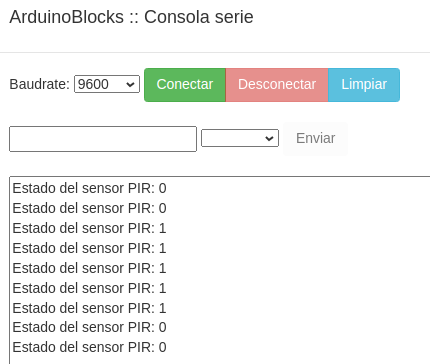 ArduinoBlocks :: Consola serie
Baudrate: 9600 Conectar Desconectar Limpiar
Enviar
Estado del sensor PIR: 0
Estado del sensor PIR: 0
Estado del sensor PIR: 1
Estado del sensor PIR: 1
Estado del sensor PIR: 1
Estado del sensor PIR: 1
Estado del sensor PIR: 1
Estado del sensor PIR: 0
Estado del sensor PIR: 0